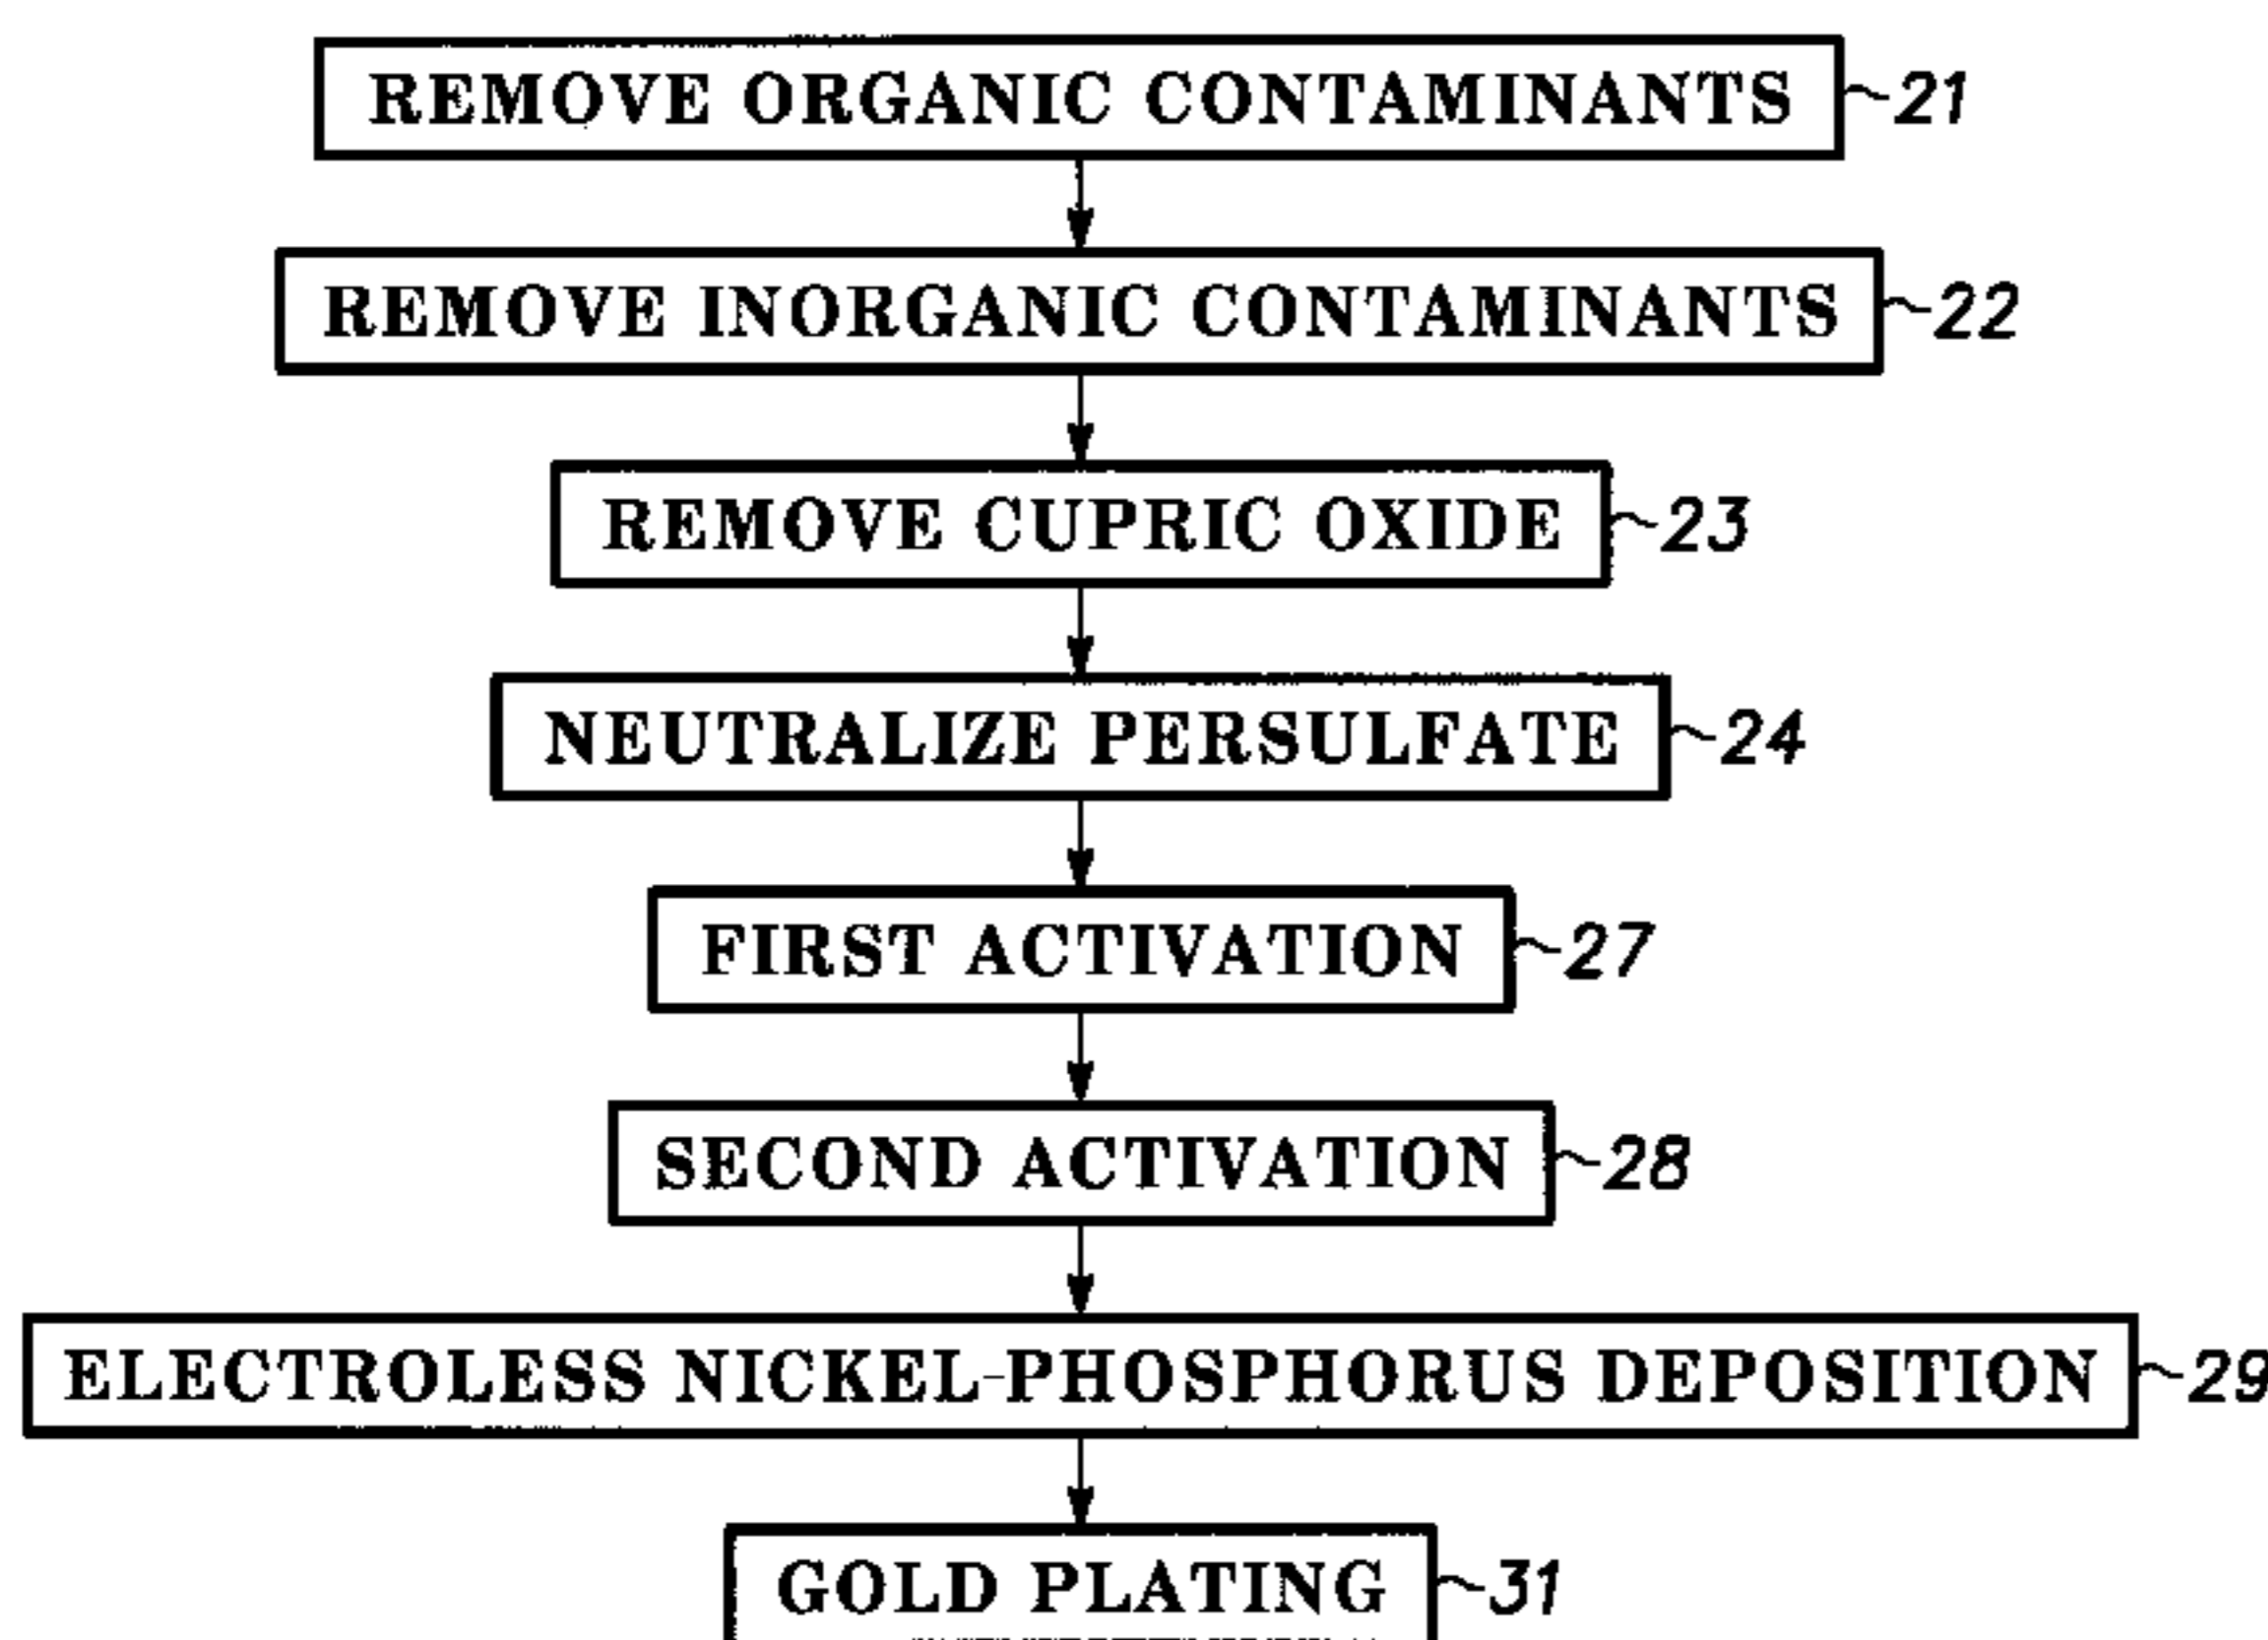 REMOVE ORGANIC CONTAMINANTS 21
REMOVE INORGANIC CONTAMINANTS 22
REMOVE CUPRIC OXIDE 23
NEUTRALIZE PERSULFATE 24
FIRST ACTIVATION 27
SECOND ACTIVATION 28
ELECTROLESS NICKEL-PHOSPHORUS DEPOSITION 29
GOLD PLATING 31